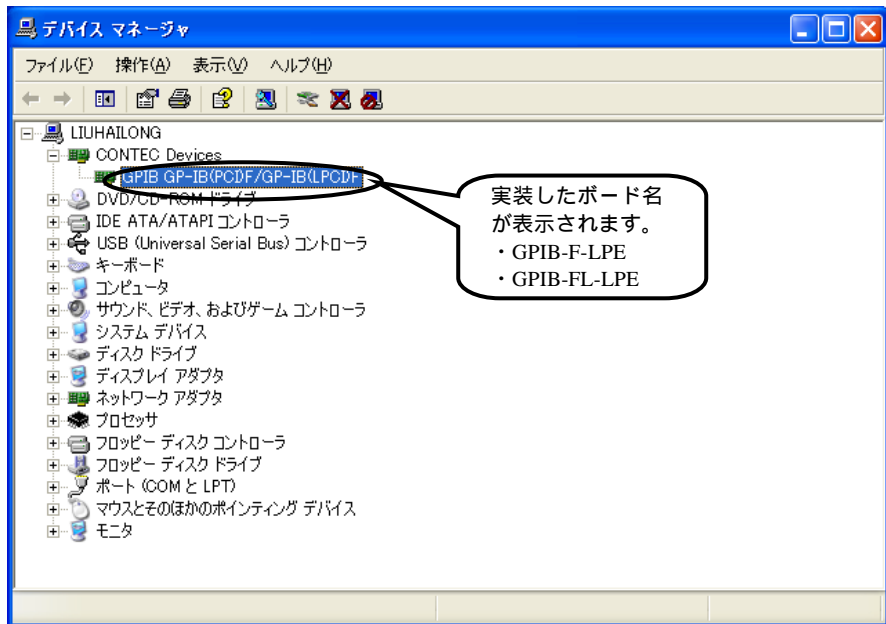 デバイス マネージャ
ファイル(F) 操作(A) 表示(V) ヘルプ(H)
LIUHAILONG
CONTEC Devices
GPIB GP-IB(PCI)F/GP-IB(LPCI)F
DVD/CD-ROM ドライブ
IDE ATA/ATAPI コントローラ
USB (Universal Serial Bus) コントローラ
キーボード
コンピュータ
サウンド、ビデオ、およびゲーム コントローラ
システム デバイス
ディスク ドライブ
ディスプレイ アダプタ
ネットワーク アダプタ
プロセッサ
フロッピー ディスク コントローラ
フロッピー ディスク ドライブ
ポート (COM と LPT)
マウスとそのほかのポインティング デバイス
モニタ
実装したボード名
が表示されます。
・GPIB-F-LPE
・GPIB-FL-LPE